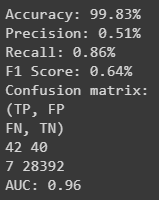 Accuracy: 99.83%
Precision: 0.51%
Recall: 0.86%
F1 Score: 0.64%
Confusion matrix:
(TP, FP
FN, TN)
42 40
7 28392
AUC: 0.96